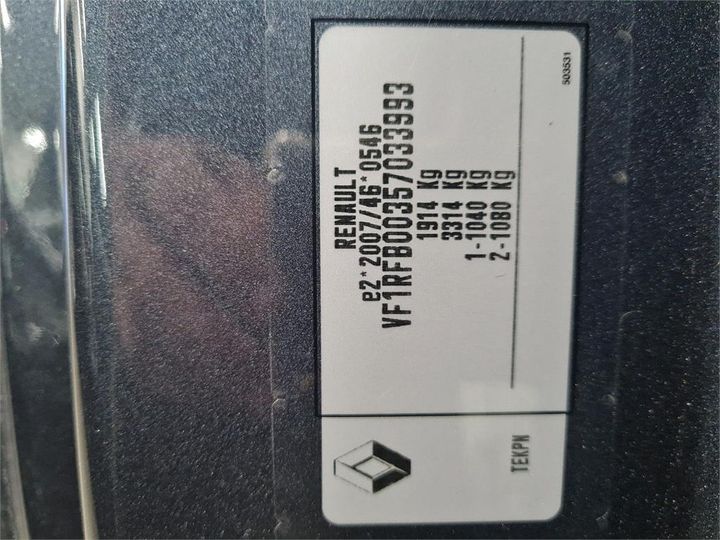 RENAULT
e2*2007/46*0546
VF1RFB00357033993
1914 Kg
3314 Kg
1-1040 Kg
2-1080 Kg
TEKPN
503531